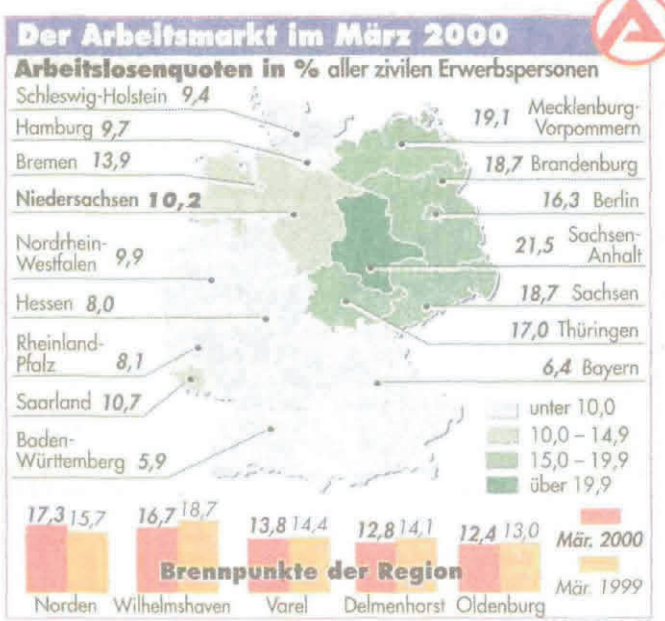 Der Arbeitsmarkt im März 2000
Arbeitslosenquoten in % aller zivilen Erwerbspersonen
Schleswig-Holstein 9,4
Hamburg 9,7
Bremen 13,9
Niedersachsen 10,2
Nordrhein-
Westfalen 9,9
Hessen 8,0
Rheinland-
Pfalz 8,1
Saarland 10,7
Baden-
Württemberg 5,9
19,1 Mecklenburg-
Vorpommern
18,7 Brandenburg
16,3 Berlin
21,5 Sachsen-
Anhalt
18,7 Sachsen
17,0 Thüringen
6,4 Bayern
unter 10,0
10,0 – 14,9
15,0 – 19,9
über 19,9
17,3 15,7 16,7 18,7 13,8 14,4 12,8 14,1 12,4 13,0
Mär. 2000
Brennpunkte der Region
Mär. 1999
Norden Wilhelmshaven Varel Delmenhorst Oldenburg